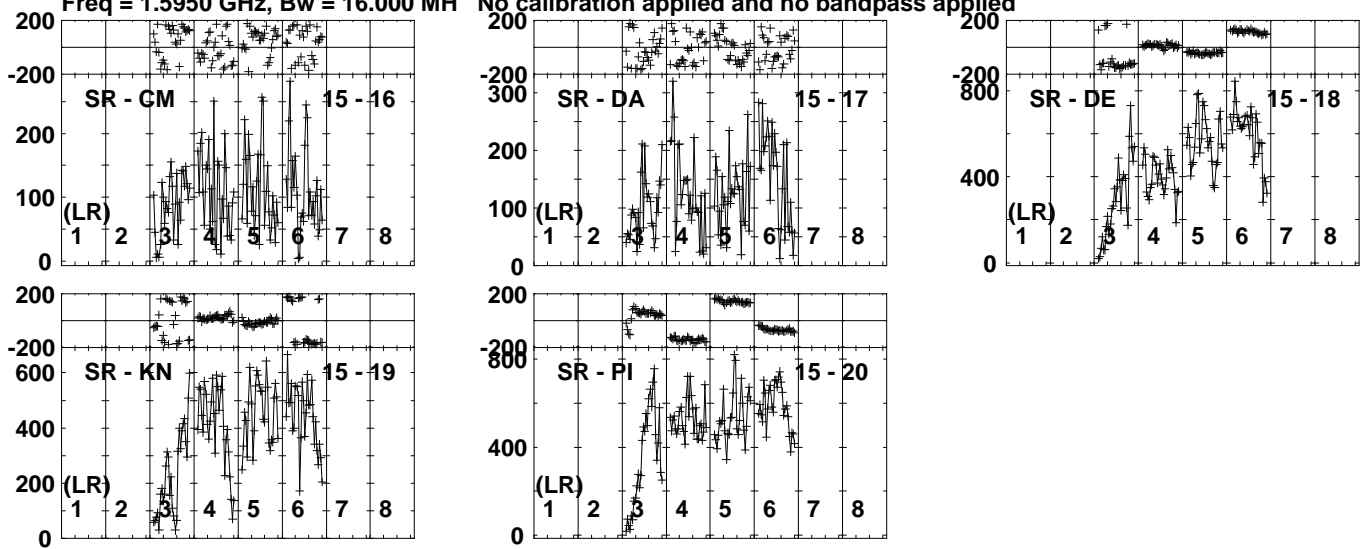 Freq = 1.5950 GHz, Bw = 16.000 MH No calibration applied and no bandpass applied
200
-200
SR - CM 15 - 16
200
100
0
(LR)
1 2 3 4 5 6 7 8
200
-200
300
SR - DA 15 - 17
200
100
0
(LR)
1 2 3 4 5 6 7 8
200
-200
800
SR - DE 15 - 18
400
0
(LR)
1 2 3 4 5 6 7 8
200
-200
600
SR - KN 15 - 19
400
200
0
(LR)
1 2 3 4 5 6 7 8
200
-200
800
SR - PI 15 - 20
400
0
(LR)
1 2 3 4 5 6 7 8